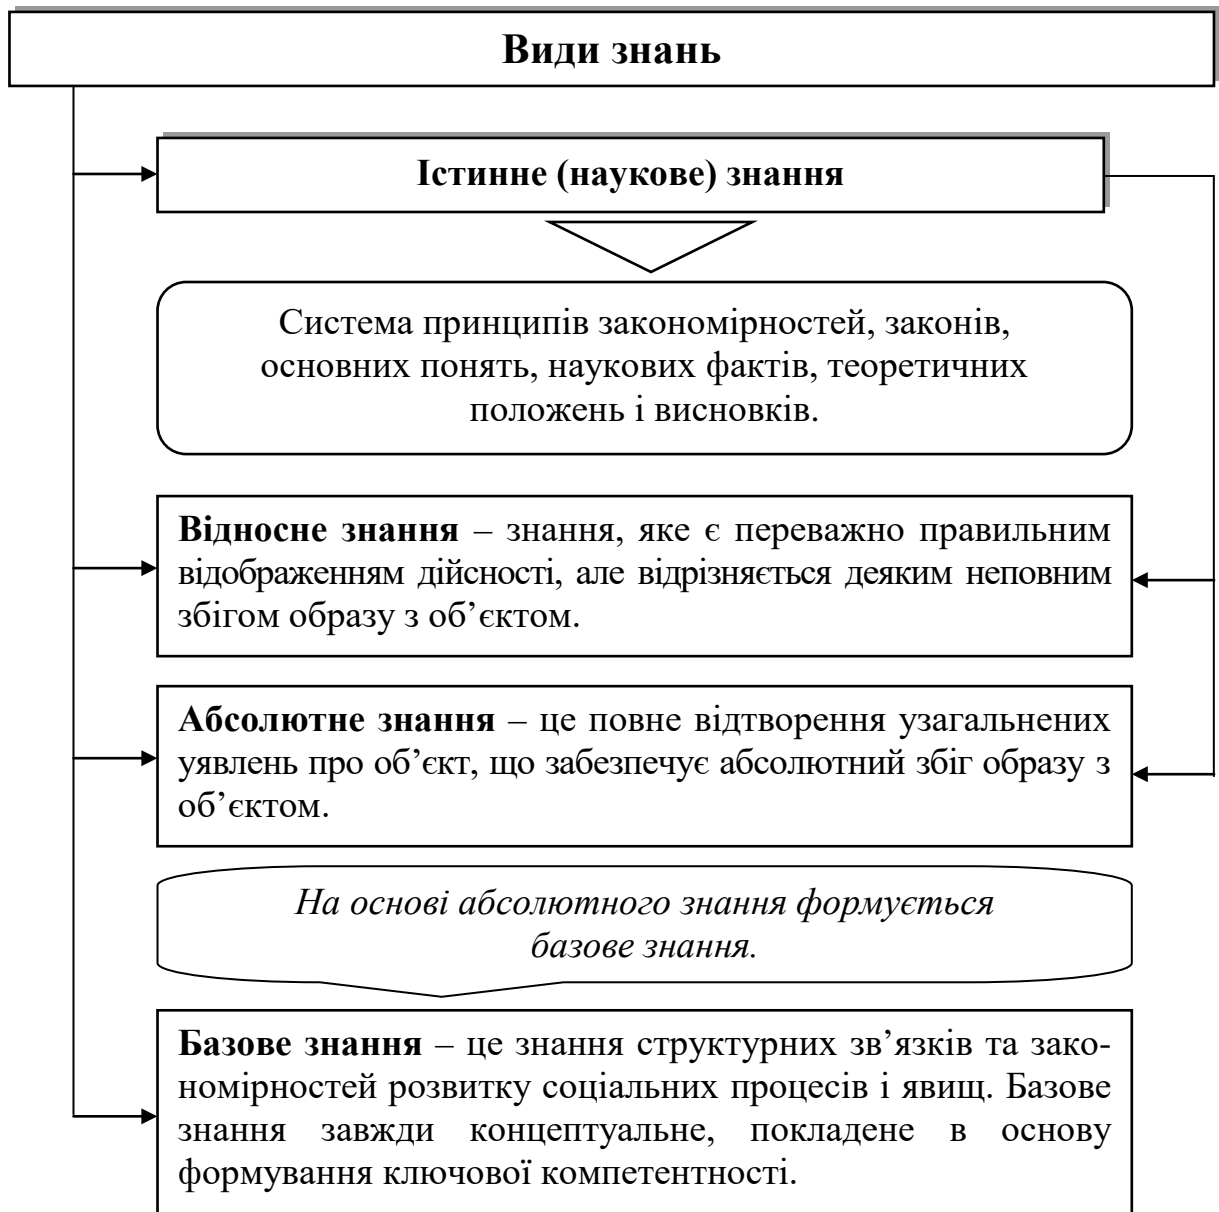 Види знань
Істинне (наукове) знання
Система принципів закономірностей, законів,
основних понять, наукових фактів, теоретичних
положень і висновків.
Відносне знання – знання, яке є переважно правильним
відображенням дійсності, але відрізняється деяким неповним
збігом образу з об’єктом.
Абсолютне знання – це повне відтворення узагальнених
уявлень про об’єкт, що забезпечує абсолютний збіг образу з
об’єктом.
На основі абсолютного знання формується
базове знання.
Базове знання – це знання структурних зв’язків та зако-
номірностей розвитку соціальних процесів і явищ. Базове
знання завжди концептуальне, покладене в основу
формування ключової компетентності.